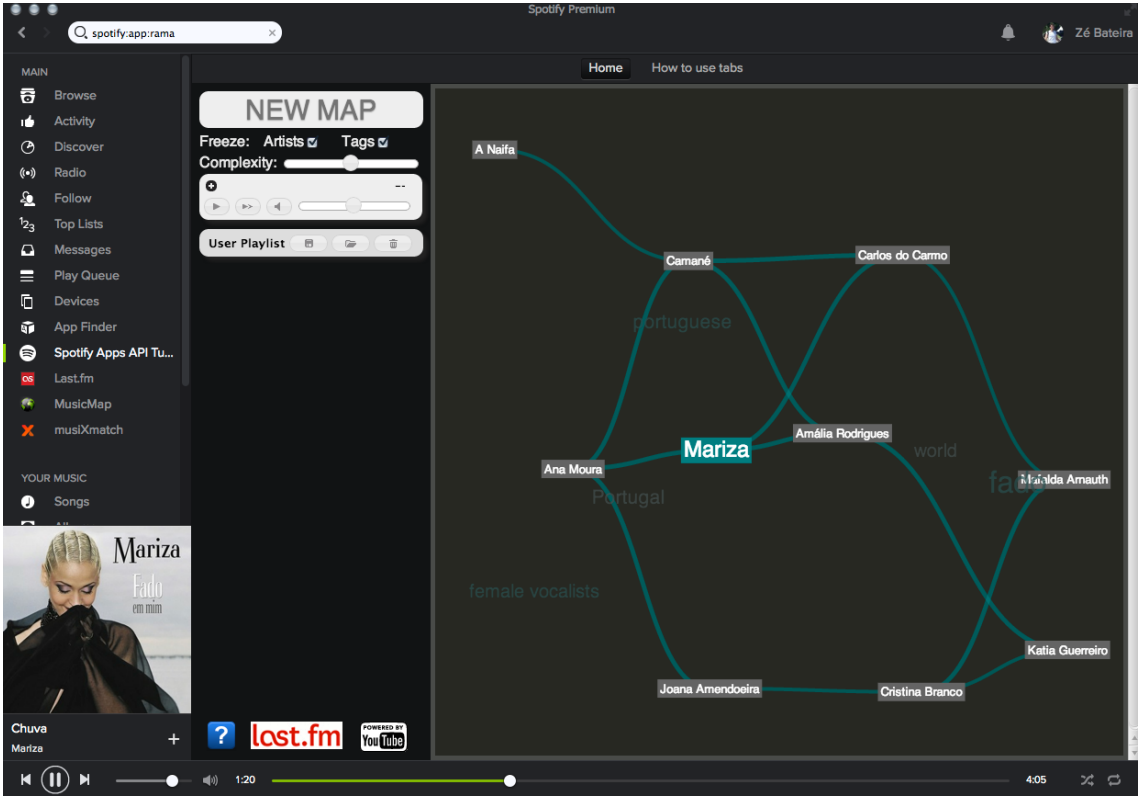 Spotify Premium
spotify:app:rama
Zé Bateira
MAIN
Browse
Activity
Discover
Radio
Follow
Top Lists
Messages
Play Queue
Devices
App Finder
Spotify Apps API Tu...
Last.fm
MusicMap
musiXmatch
YOUR MUSIC
Songs
Mariza
Fado
em mim
Chuva
Mariza
Home
How to use tabs
NEW MAP
Freeze: Artists Tags
Complexity:
--
User Playlist
?
last.fm
POWERED BY
YouTube
A Naifa
Camané
Carlos do Carmo
portuguese
Amália Rodrigues
Mariza
world
Ana Moura
Mafalda Arnauth
fado
Portugal
female vocalists
Katia Guerreiro
Joana Amendoeira
Cristina Branco
1:20
4:05